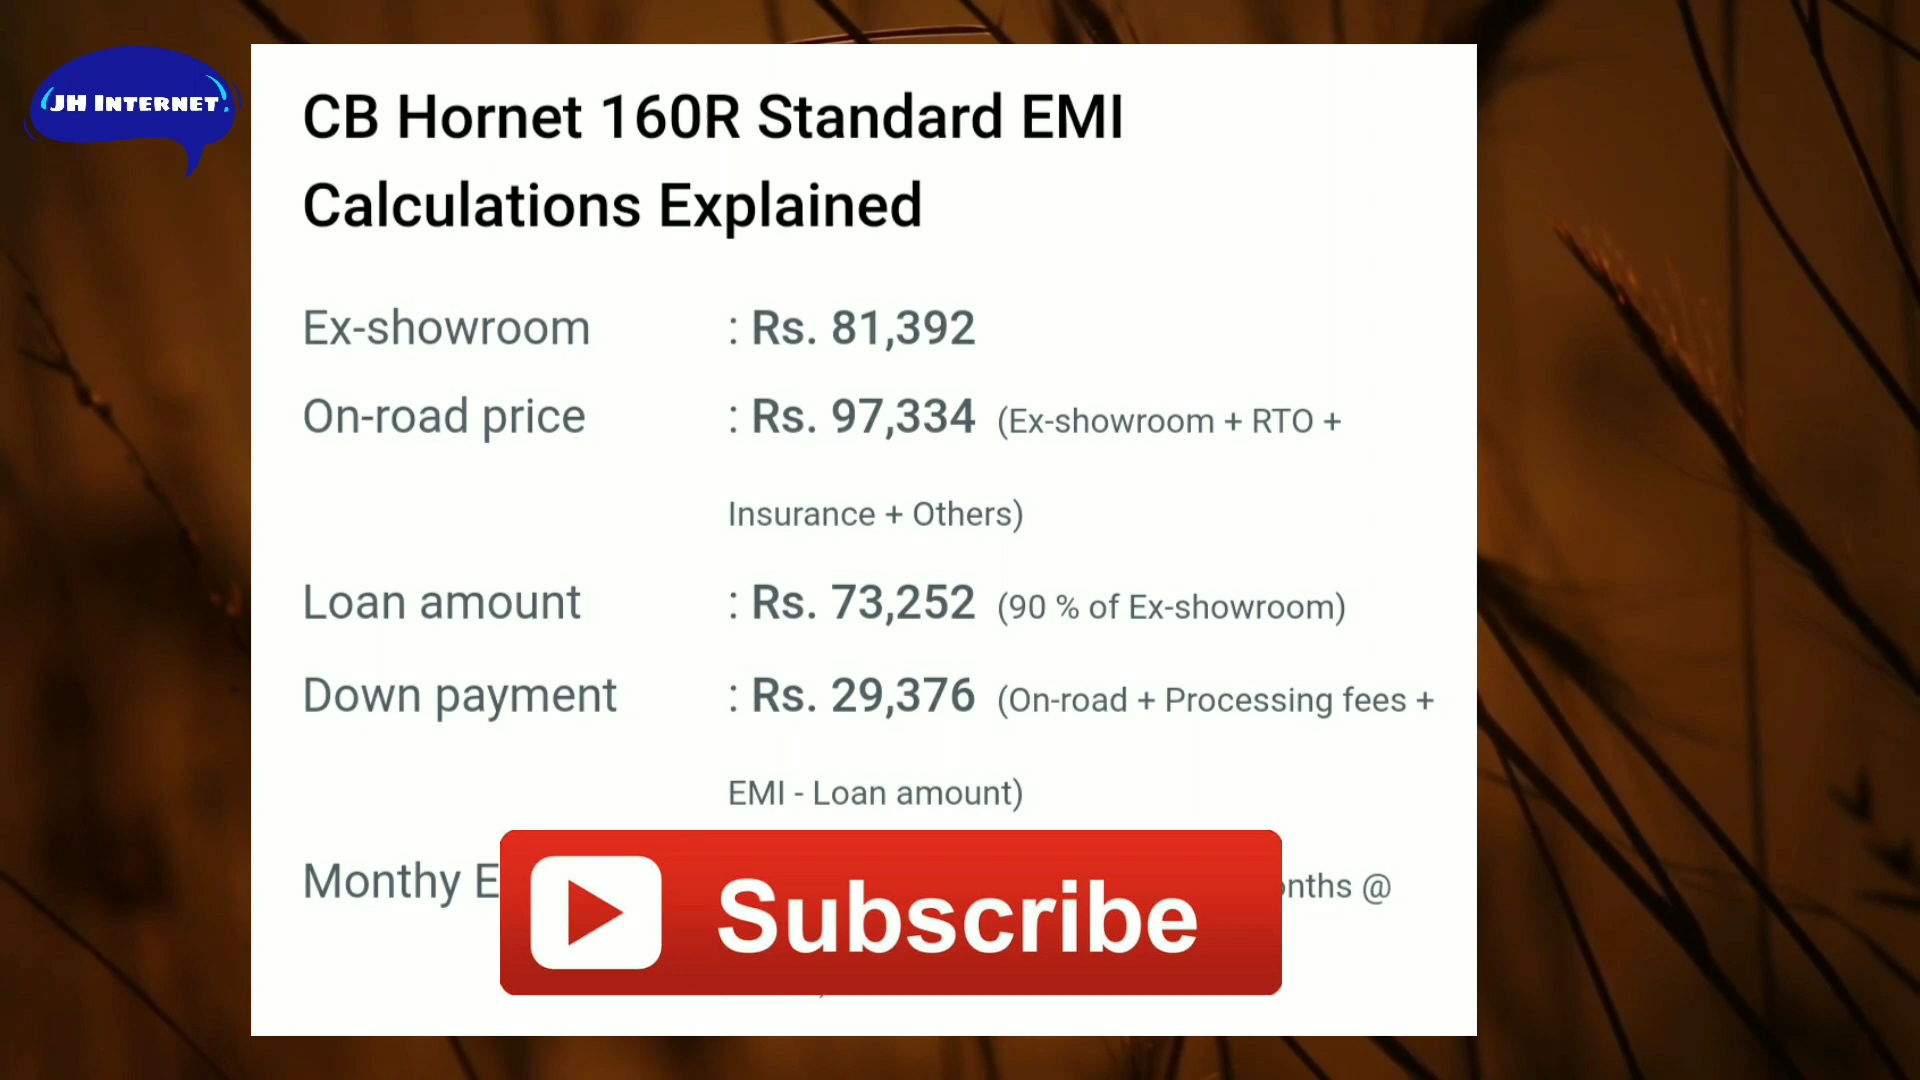 JH INTERNET
CB Hornet 160R Standard EMI
Calculations Explained
Ex-showroom : Rs. 81,392
On-road price : Rs. 97,334 (Ex-showroom + RTO +
Insurance + Others)
Loan amount : Rs. 73,252 (90 % of Ex-showroom)
Down payment : Rs. 29,376 (On-road + Processing fees +
EMI - Loan amount)
Monthy E
@
Subscribe